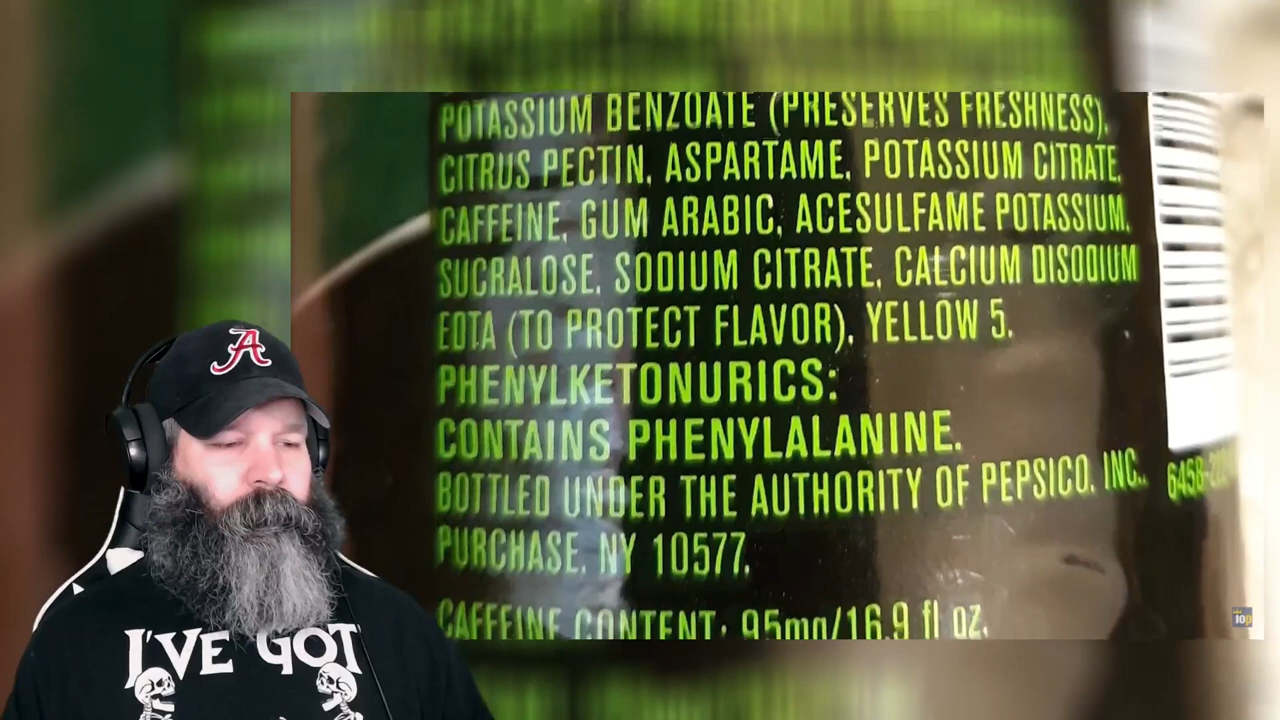 POTASSIUM BENZOATE (PRESERVES FRESHNESS),
CITRUS PECTIN, ASPARTAME, POTASSIUM CITRATE,
CAFFEINE, GUM ARABIC, ACESULFAME POTASSIUM,
SUCRALOSE, SODIUM CITRATE, CALCIUM DISODIUM
EDTA (TO PROTECT FLAVOR), YELLOW 5.
PHENYLKETONURICS:
CONTAINS PHENYLALANINE.
BOTTLED UNDER THE AUTHORITY OF PEPSICO, INC.,
PURCHASE, NY 10577.
CAFFEINE CONTENT: 95mg/16.9 fl oz.
A
I'VE GOT
iop